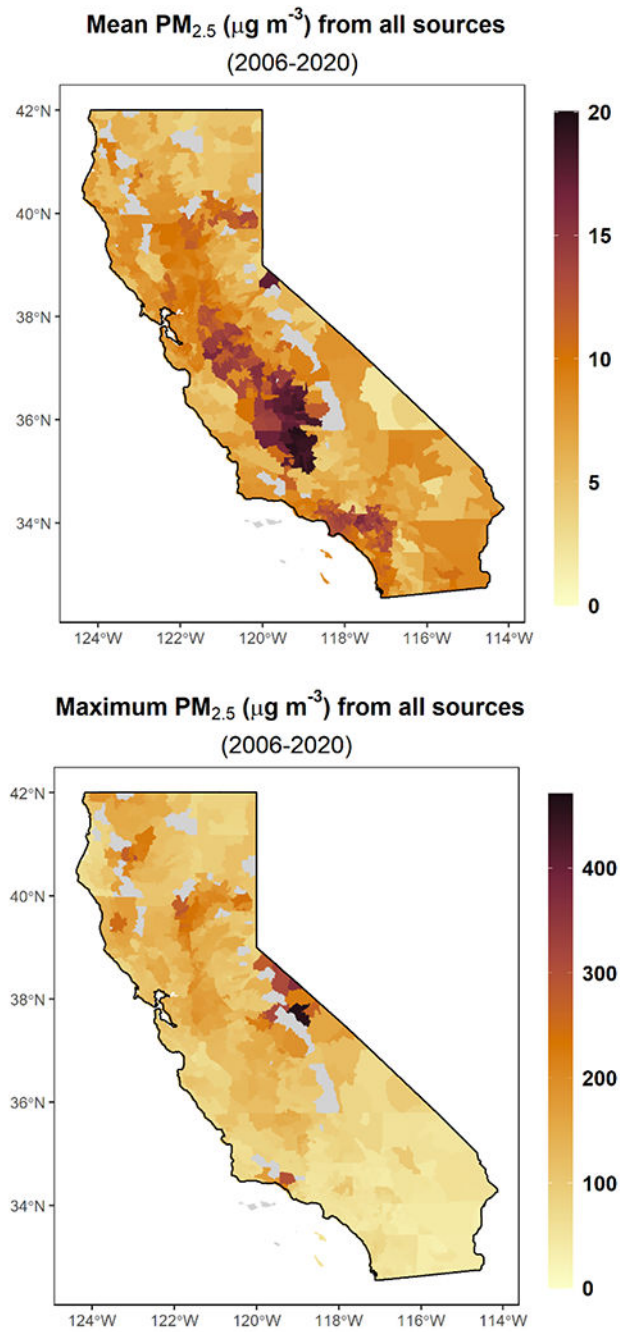 Mean PM₂.₅ (μg m⁻³) from all sources
(2006-2020)
42°N
40°N
38°N
36°N
34°N
124°W 122°W 120°W 118°W 116°W 114°W
20
15
10
5
0
Maximum PM₂.₅ (μg m⁻³) from all sources
(2006-2020)
42°N
40°N
38°N
36°N
34°N
124°W 122°W 120°W 118°W 116°W 114°W
400
300
200
100
0